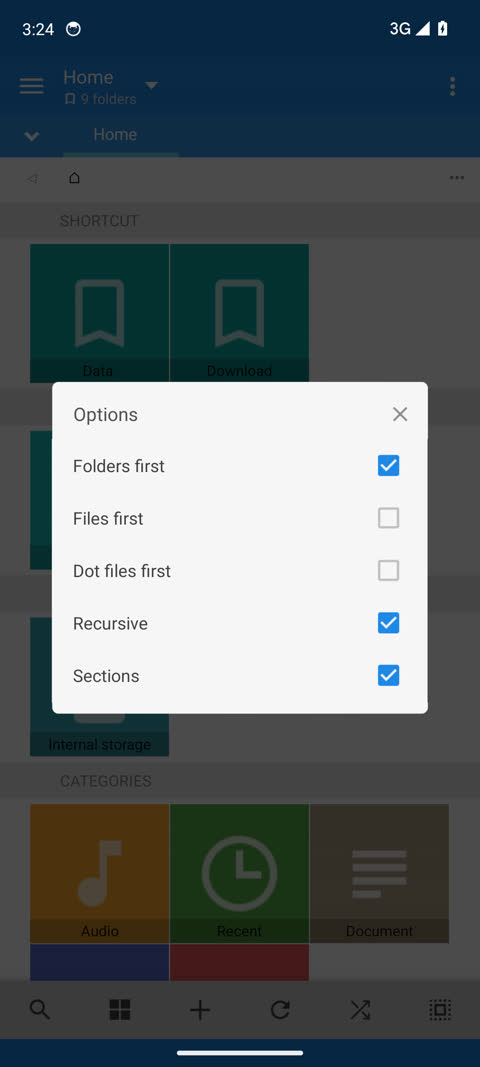 3:24
3G
Home
9 folders
Home
SHORTCUT
Data
Download
Options
Folders first
Files first
Dot files first
Recursive
Sections
Internal storage
CATEGORIES
Audio
Recent
Document